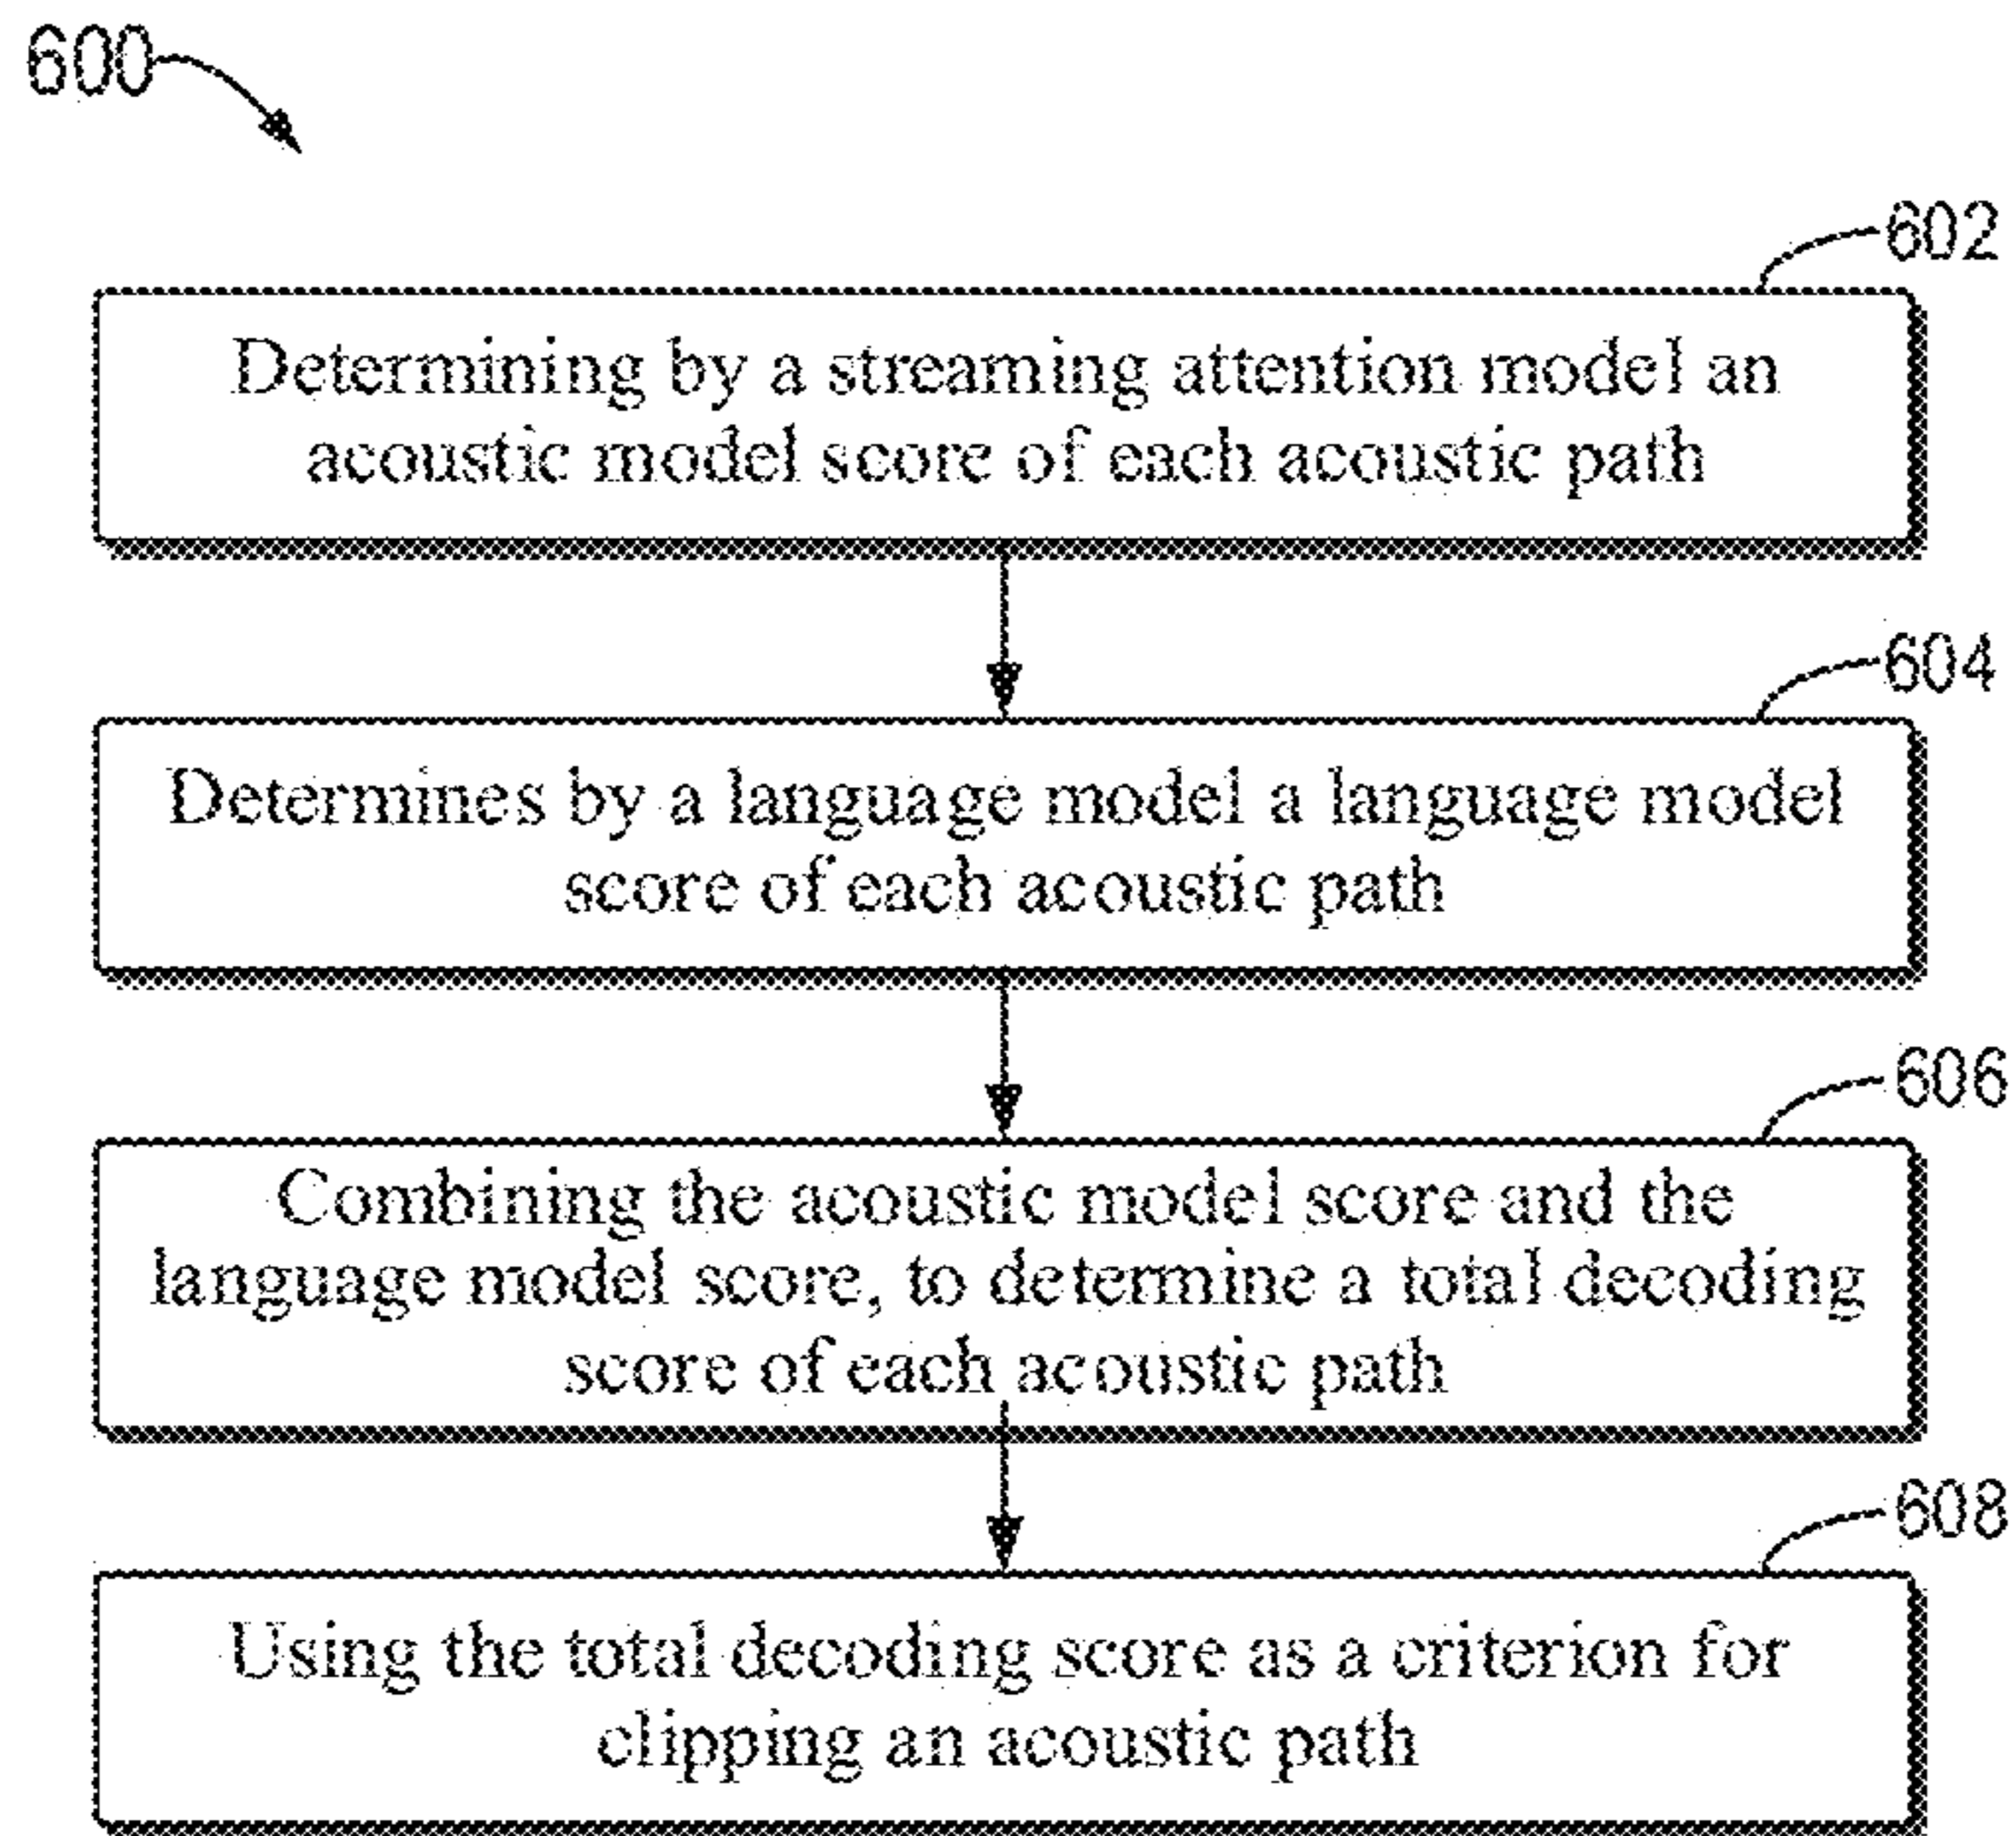 600
602
Determining by a streaming attention model an
acoustic model score of each acoustic path
604
Determines by a language model a language model
score of each acoustic path
606
Combining the acoustic model score and the
language model score, to determine a total decoding
score of each acoustic path
608
Using the total decoding score as a criterion for
clipping an acoustic path